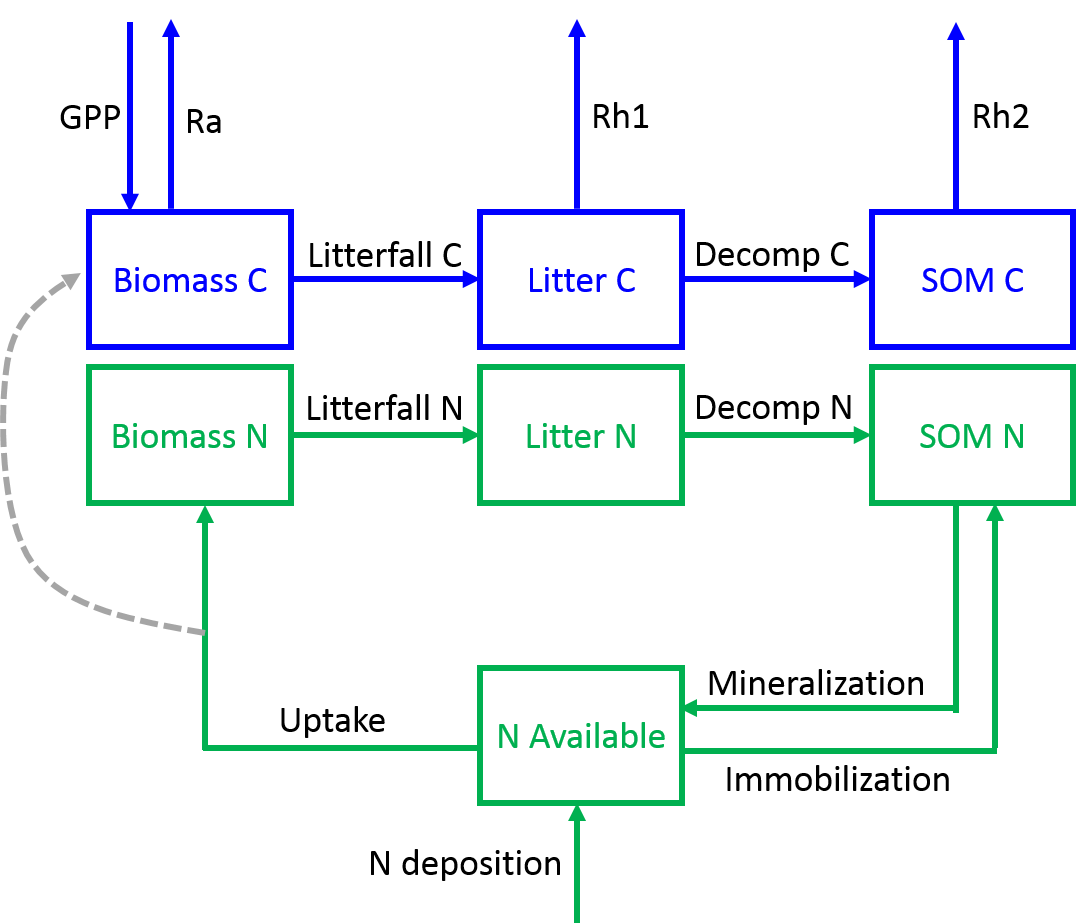 GPP
Ra
Rh1
Rh2
Biomass C
Litterfall C
Litter C
Decomp C
SOM C
Biomass N
Litterfall N
Litter N
Decomp N
SOM N
Mineralization
Uptake
N Available
Immobilization
N deposition